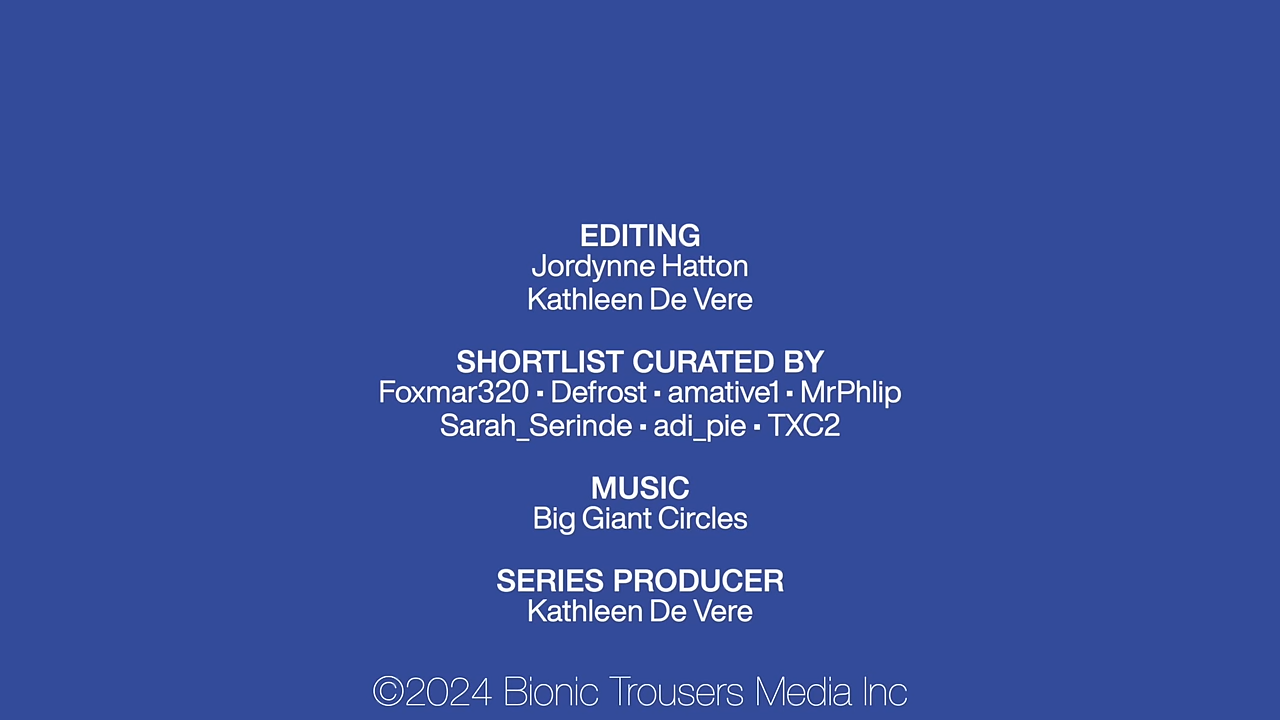 EDITING
Jordynne Hatton
Kathleen De Vere
SHORTLIST CURATED BY
Foxmar320 ▪ Defrost ▪ amative1 ▪ MrPhlip
Sarah_Serinde ▪ adi_pie ▪ TXC2
MUSIC
Big Giant Circles
SERIES PRODUCER
Kathleen De Vere
©2024 Bionic Trousers Media Inc